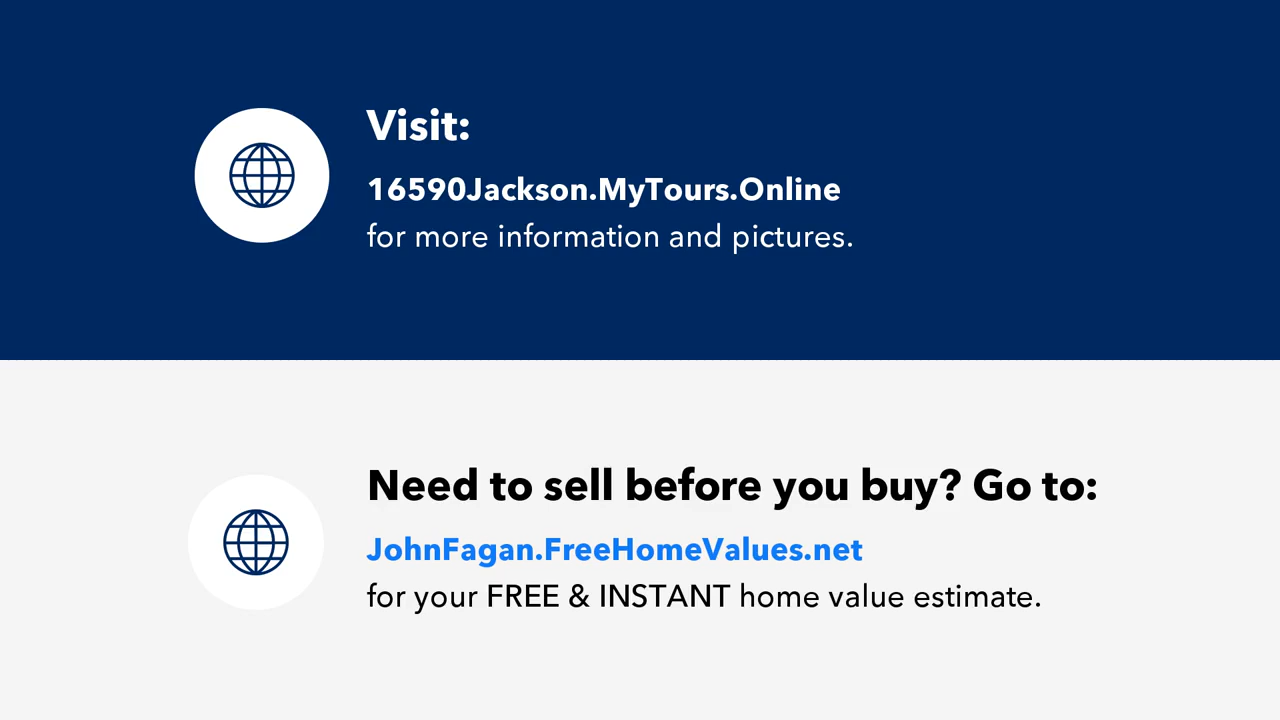 Visit:
16590Jackson.MyTours.Online
for more information and pictures.
Need to sell before you buy? Go to:
JohnFagan.FreeHomeValues.net
for your FREE & INSTANT home value estimate.